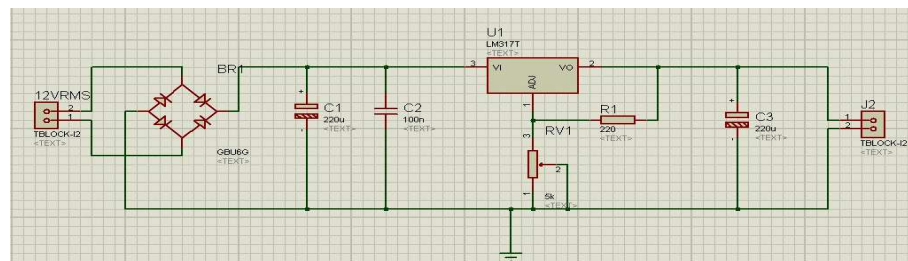 U1
LM317T
<TEXT>
3
VI
VO
2
ADJ
1
BR1
12VRMS
2
1
TBLOCK-I2
<TEXT>
GBU6G
<TEXT>
+
C1
220u
<TEXT>
-
C2
100n
<TEXT>
R1
220
<TEXT>
RV1
3
2
1
5k
<TEXT>
+
C3
220u
<TEXT>
-
J2
1
2
TBLOCK-I2
<TEXT>